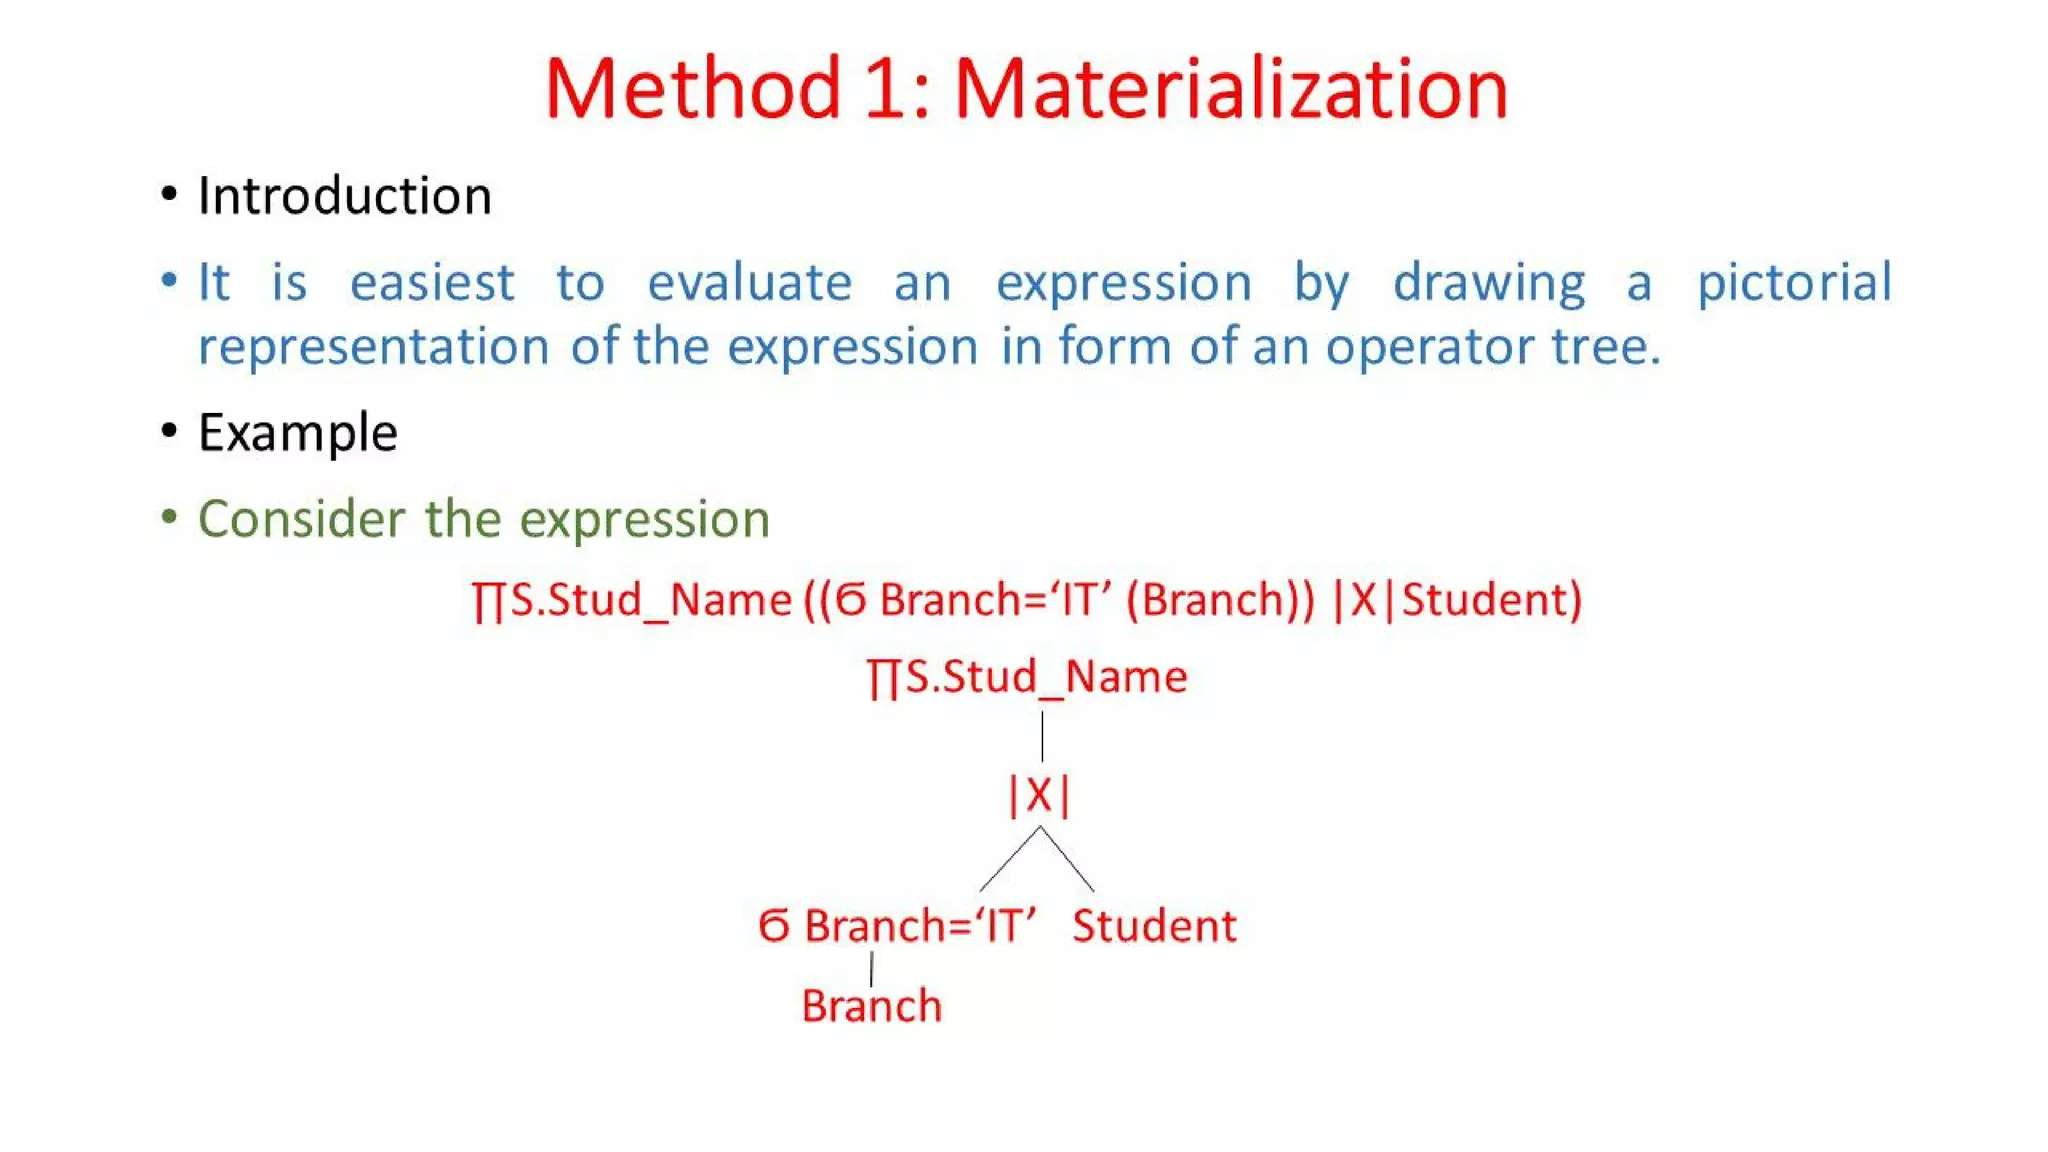 Method 1: Materialization
• Introduction
• It is easiest to evaluate an expression by drawing a pictorial
representation of the expression in form of an operator tree.
• Example
• Consider the expression
∏S.Stud_Name ((Ϭ Branch=‘IT’ (Branch)) |X|Student)
∏S.Stud_Name
|X|
Ϭ Branch=‘IT’ Student
Branch